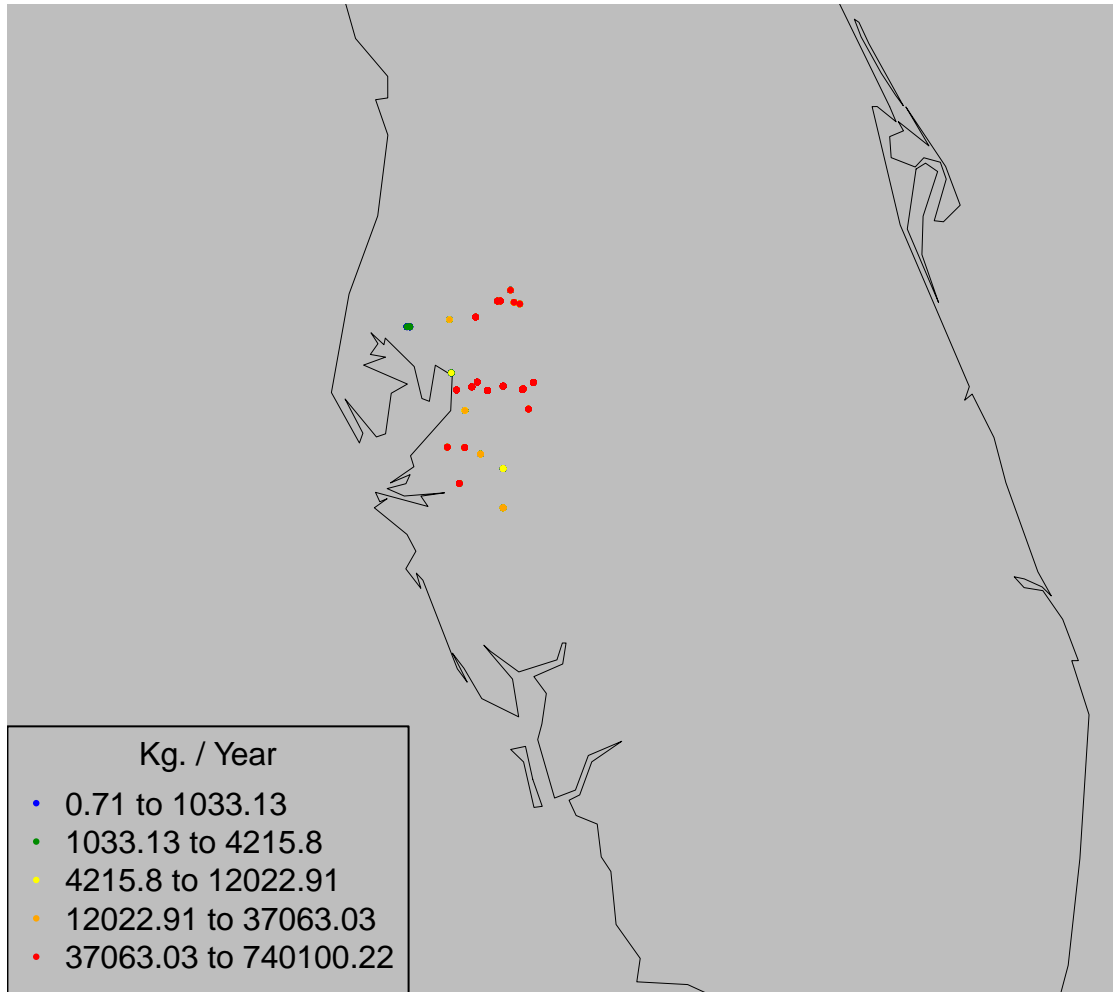 Kg. / Year
0.71 to 1033.13
1033.13 to 4215.8
4215.8 to 12022.91
12022.91 to 37063.03
37063.03 to 740100.22